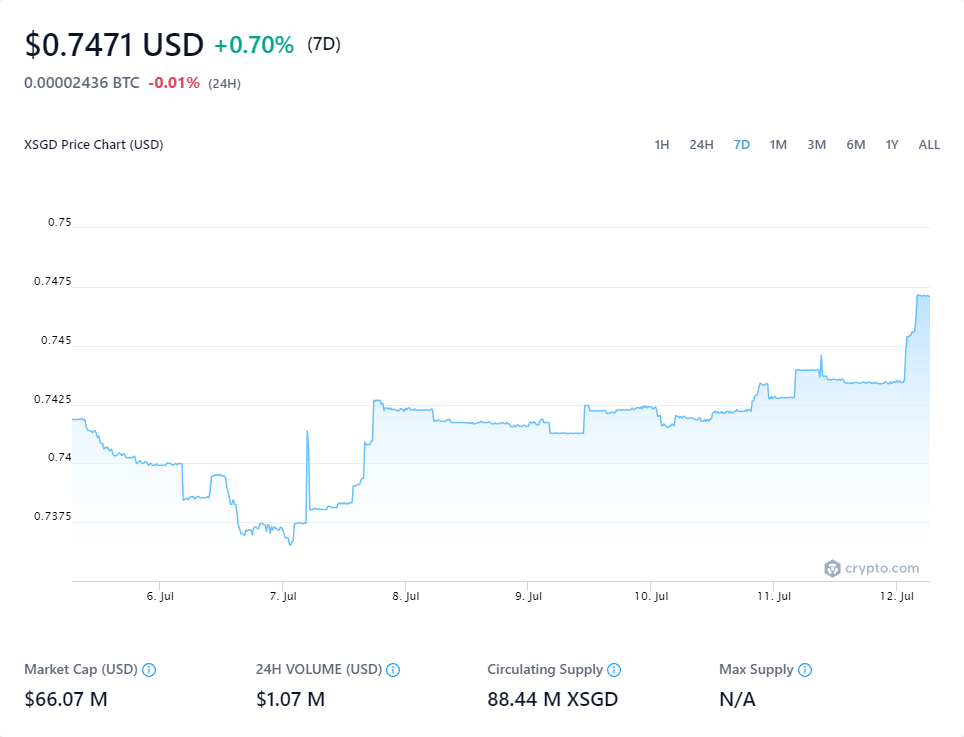 $0.7471 USD +0.70% (7D)
0.00002436 BTC -0.01% (24H)
XSGD Price Chart (USD) 1H 24H 7D 1M 3M 6M 1Y ALL
0.75
0.7475
0.745
0.7425
0.74
0.7375
crypto.com
6. Jul 7. Jul 8. Jul 9. Jul 10. Jul 11. Jul 12. Jul
Market Cap (USD) 24H VOLUME (USD) Circulating Supply Max Supply
$66.07 M $1.07 M 88.44 M XSGD N/A